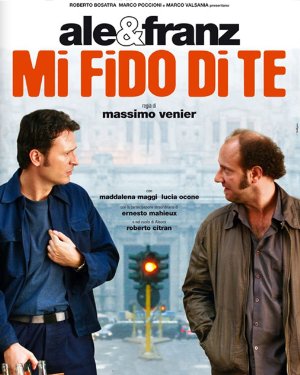 ROBERTO BOSATRA, MARCO POCCIONI e MARCO VALSANIA presentano
ale&franz
MI FIDO DI TE
regia di
massimo venier
con
maddalena maggi lucia ocone
ernesto mahieux
roberto citran